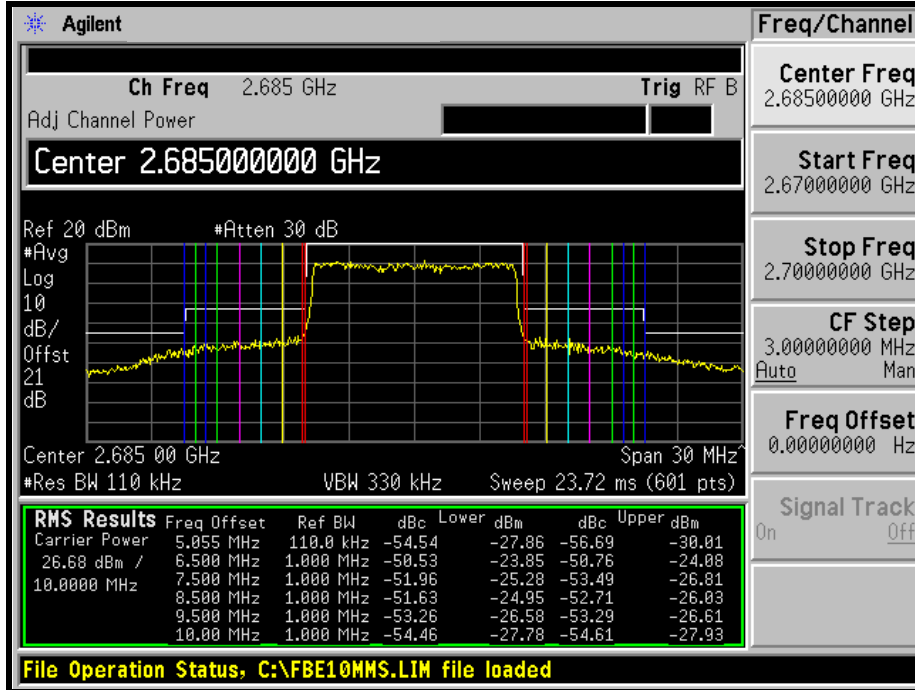 Agilent
Freq/Channel
Ch Freq 2.685 GHz Trig RF B
Adj Channel Power
Center 2.685000000 GHz
Center Freq
2.68500000 GHz
Start Freq
2.67000000 GHz
Stop Freq
2.70000000 GHz
CF Step
3.00000000 MHz
Auto Man
Freq Offset
0.00000000 Hz
Signal Track
On Off
Ref 20 dBm #Atten 30 dB
#Avg
Log
10
dB/
Offst
21
dB
Center 2.685 00 GHz Span 30 MHz^
#Res BW 110 kHz VBW 330 kHz Sweep 23.72 ms (601 pts)
RMS Results Freq Offset Ref BW dBc Lower dBm dBc Upper dBm
Carrier Power 5.055 MHz 110.0 kHz -54.54 -27.86 -56.69 -30.01
26.68 dBm / 6.500 MHz 1.000 MHz -50.53 -23.85 -50.76 -24.08
10.0000 MHz 7.500 MHz 1.000 MHz -51.96 -25.28 -53.49 -26.81
8.500 MHz 1.000 MHz -51.63 -24.95 -52.71 -26.03
9.500 MHz 1.000 MHz -53.26 -26.58 -53.29 -26.61
10.00 MHz 1.000 MHz -54.46 -27.78 -54.61 -27.93
File Operation Status, C:\FBE10MMS.LIM file loaded